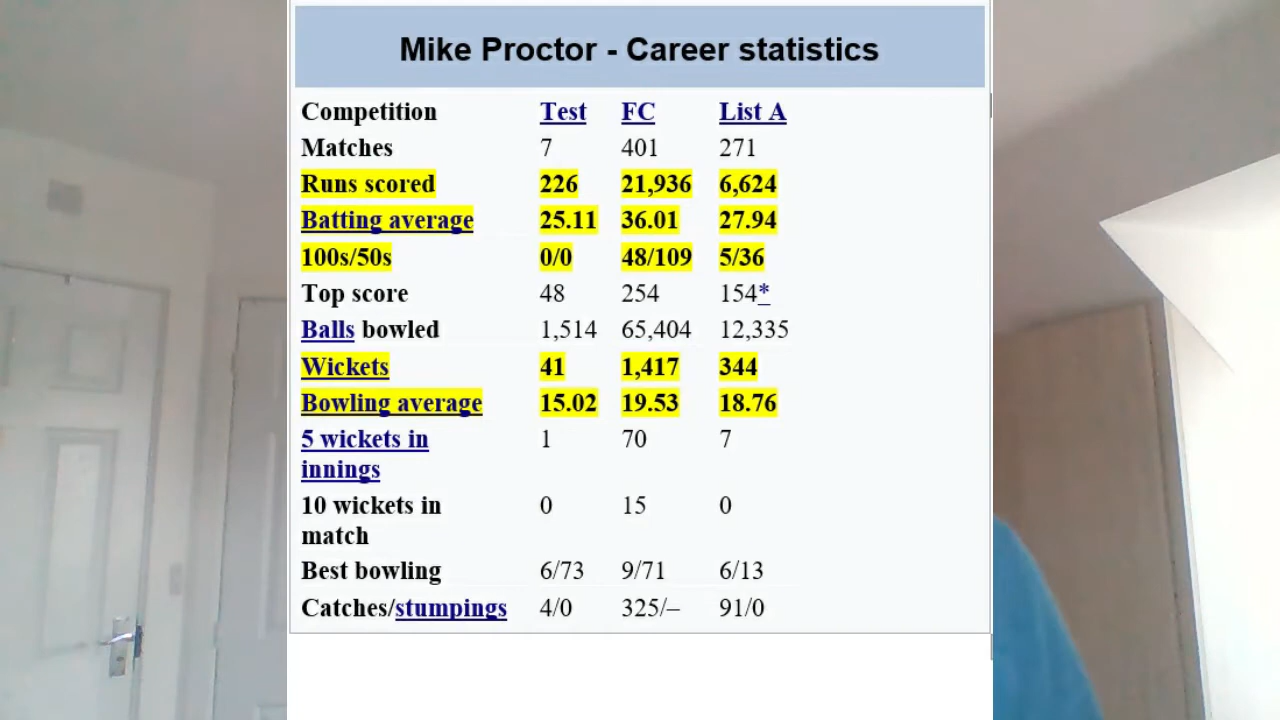 Mike Proctor - Career statistics
Competition Test FC List A
Matches 7 401 271
Runs scored 226 21,936 6,624
Batting average 25.11 36.01 27.94
100s/50s 0/0 48/109 5/36
Top score 48 254 154*
Balls bowled 1,514 65,404 12,335
Wickets 41 1,417 344
Bowling average 15.02 19.53 18.76
5 wickets in 1 70 7
innings
10 wickets in 0 15 0
match
Best bowling 6/73 9/71 6/13
Catches/stumpings 4/0 325/– 91/0